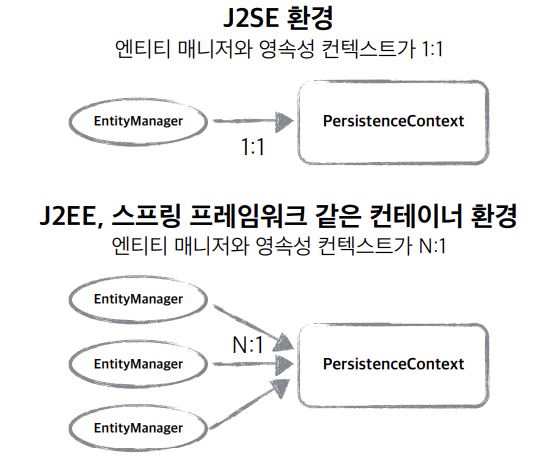 J2SE 환경
엔티티 매니저와 영속성 컨텍스트가 1:1
EntityManager
1:1
PersistenceContext
J2EE, 스프링 프레임워크 같은 컨테이너 환경
엔티티 매니저와 영속성 컨텍스트가 N:1
EntityManager
N:1
EntityManager
PersistenceContext
EntityManager